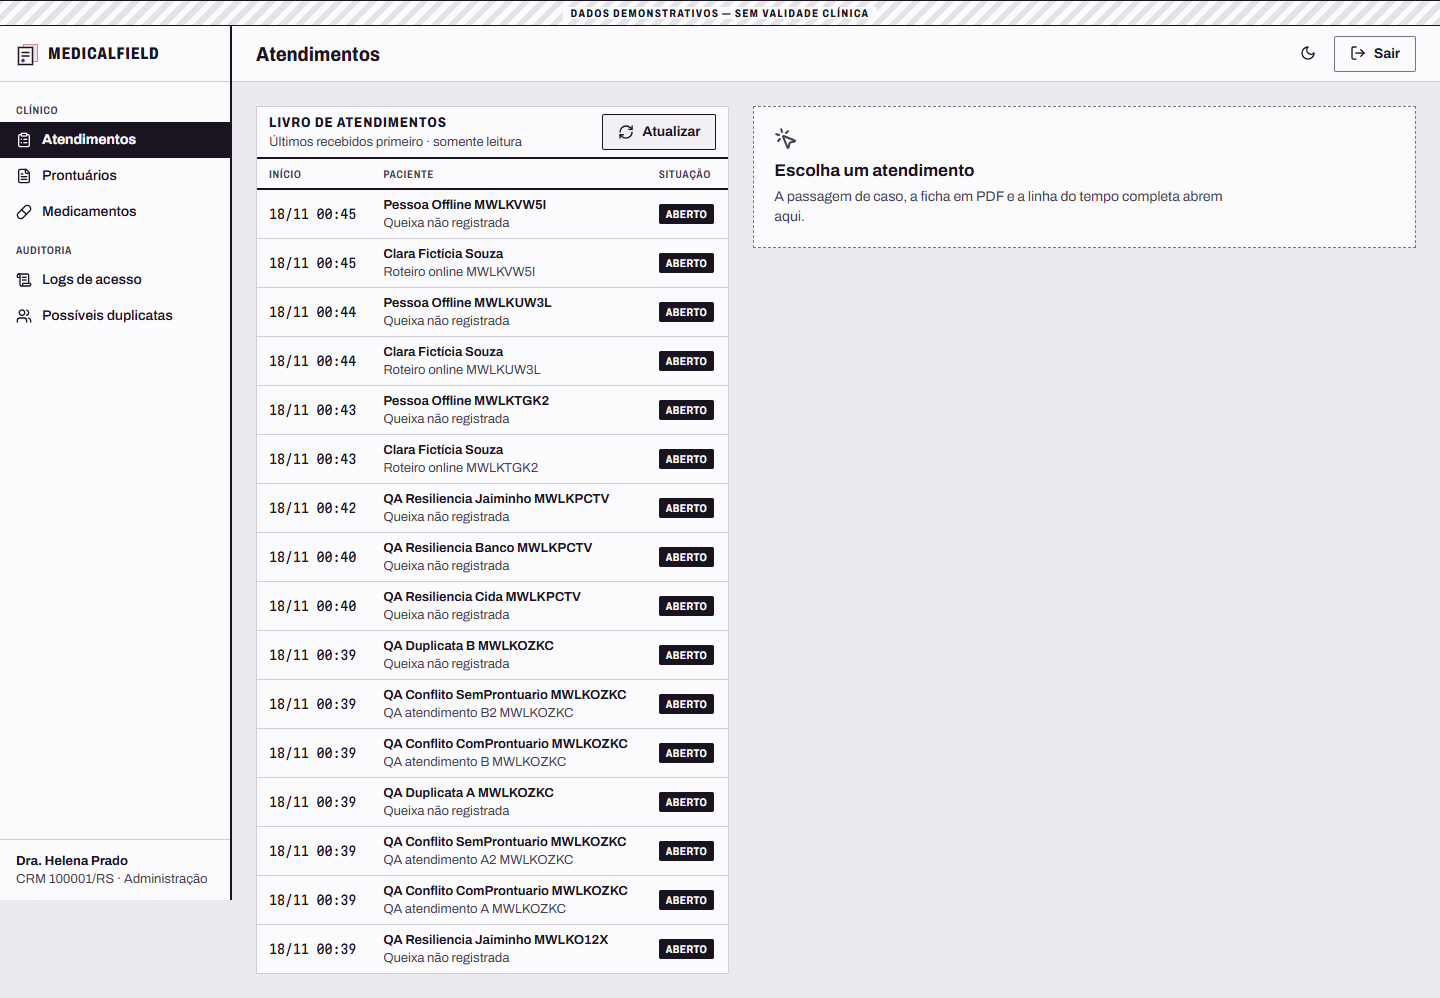 DADOS DEMONSTRATIVOS — SEM VALIDADE CLÍNICA
MEDICALFIELD
Atendimentos
Sair
CLÍNICO
Atendimentos
Prontuários
Medicamentos
AUDITORIA
Logs de acesso
Possíveis duplicatas
Dra. Helena Prado
CRM 100001/RS · Administração
LIVRO DE ATENDIMENTOS
Últimos recebidos primeiro · somente leitura
Atualizar
INÍCIO PACIENTE SITUAÇÃO
18/11 00:45 Pessoa Offline MWLKVW5I ABERTO
Queixa não registrada
18/11 00:45 Clara Fictícia Souza ABERTO
Roteiro online MWLKVW5I
18/11 00:44 Pessoa Offline MWLKUW3L ABERTO
Queixa não registrada
18/11 00:44 Clara Fictícia Souza ABERTO
Roteiro online MWLKUW3L
18/11 00:43 Pessoa Offline MWLKTGK2 ABERTO
Queixa não registrada
18/11 00:43 Clara Fictícia Souza ABERTO
Roteiro online MWLKTGK2
18/11 00:42 QA Resiliencia Jaiminho MWLKPCTV ABERTO
Queixa não registrada
18/11 00:40 QA Resiliencia Banco MWLKPCTV ABERTO
Queixa não registrada
18/11 00:40 QA Resiliencia Cida MWLKPCTV ABERTO
Queixa não registrada
18/11 00:39 QA Duplicata B MWLKOZKC ABERTO
Queixa não registrada
18/11 00:39 QA Conflito SemProntuario MWLKOZKC ABERTO
QA atendimento B2 MWLKOZKC
18/11 00:39 QA Conflito ComProntuario MWLKOZKC ABERTO
QA atendimento B MWLKOZKC
18/11 00:39 QA Duplicata A MWLKOZKC ABERTO
Queixa não registrada
18/11 00:39 QA Conflito SemProntuario MWLKOZKC ABERTO
QA atendimento A2 MWLKOZKC
18/11 00:39 QA Conflito ComProntuario MWLKOZKC ABERTO
QA atendimento A MWLKOZKC
18/11 00:39 QA Resiliencia Jaiminho MWLKO12X ABERTO
Queixa não registrada
Escolha um atendimento
A passagem de caso, a ficha em PDF e a linha do tempo completa abrem
aqui.